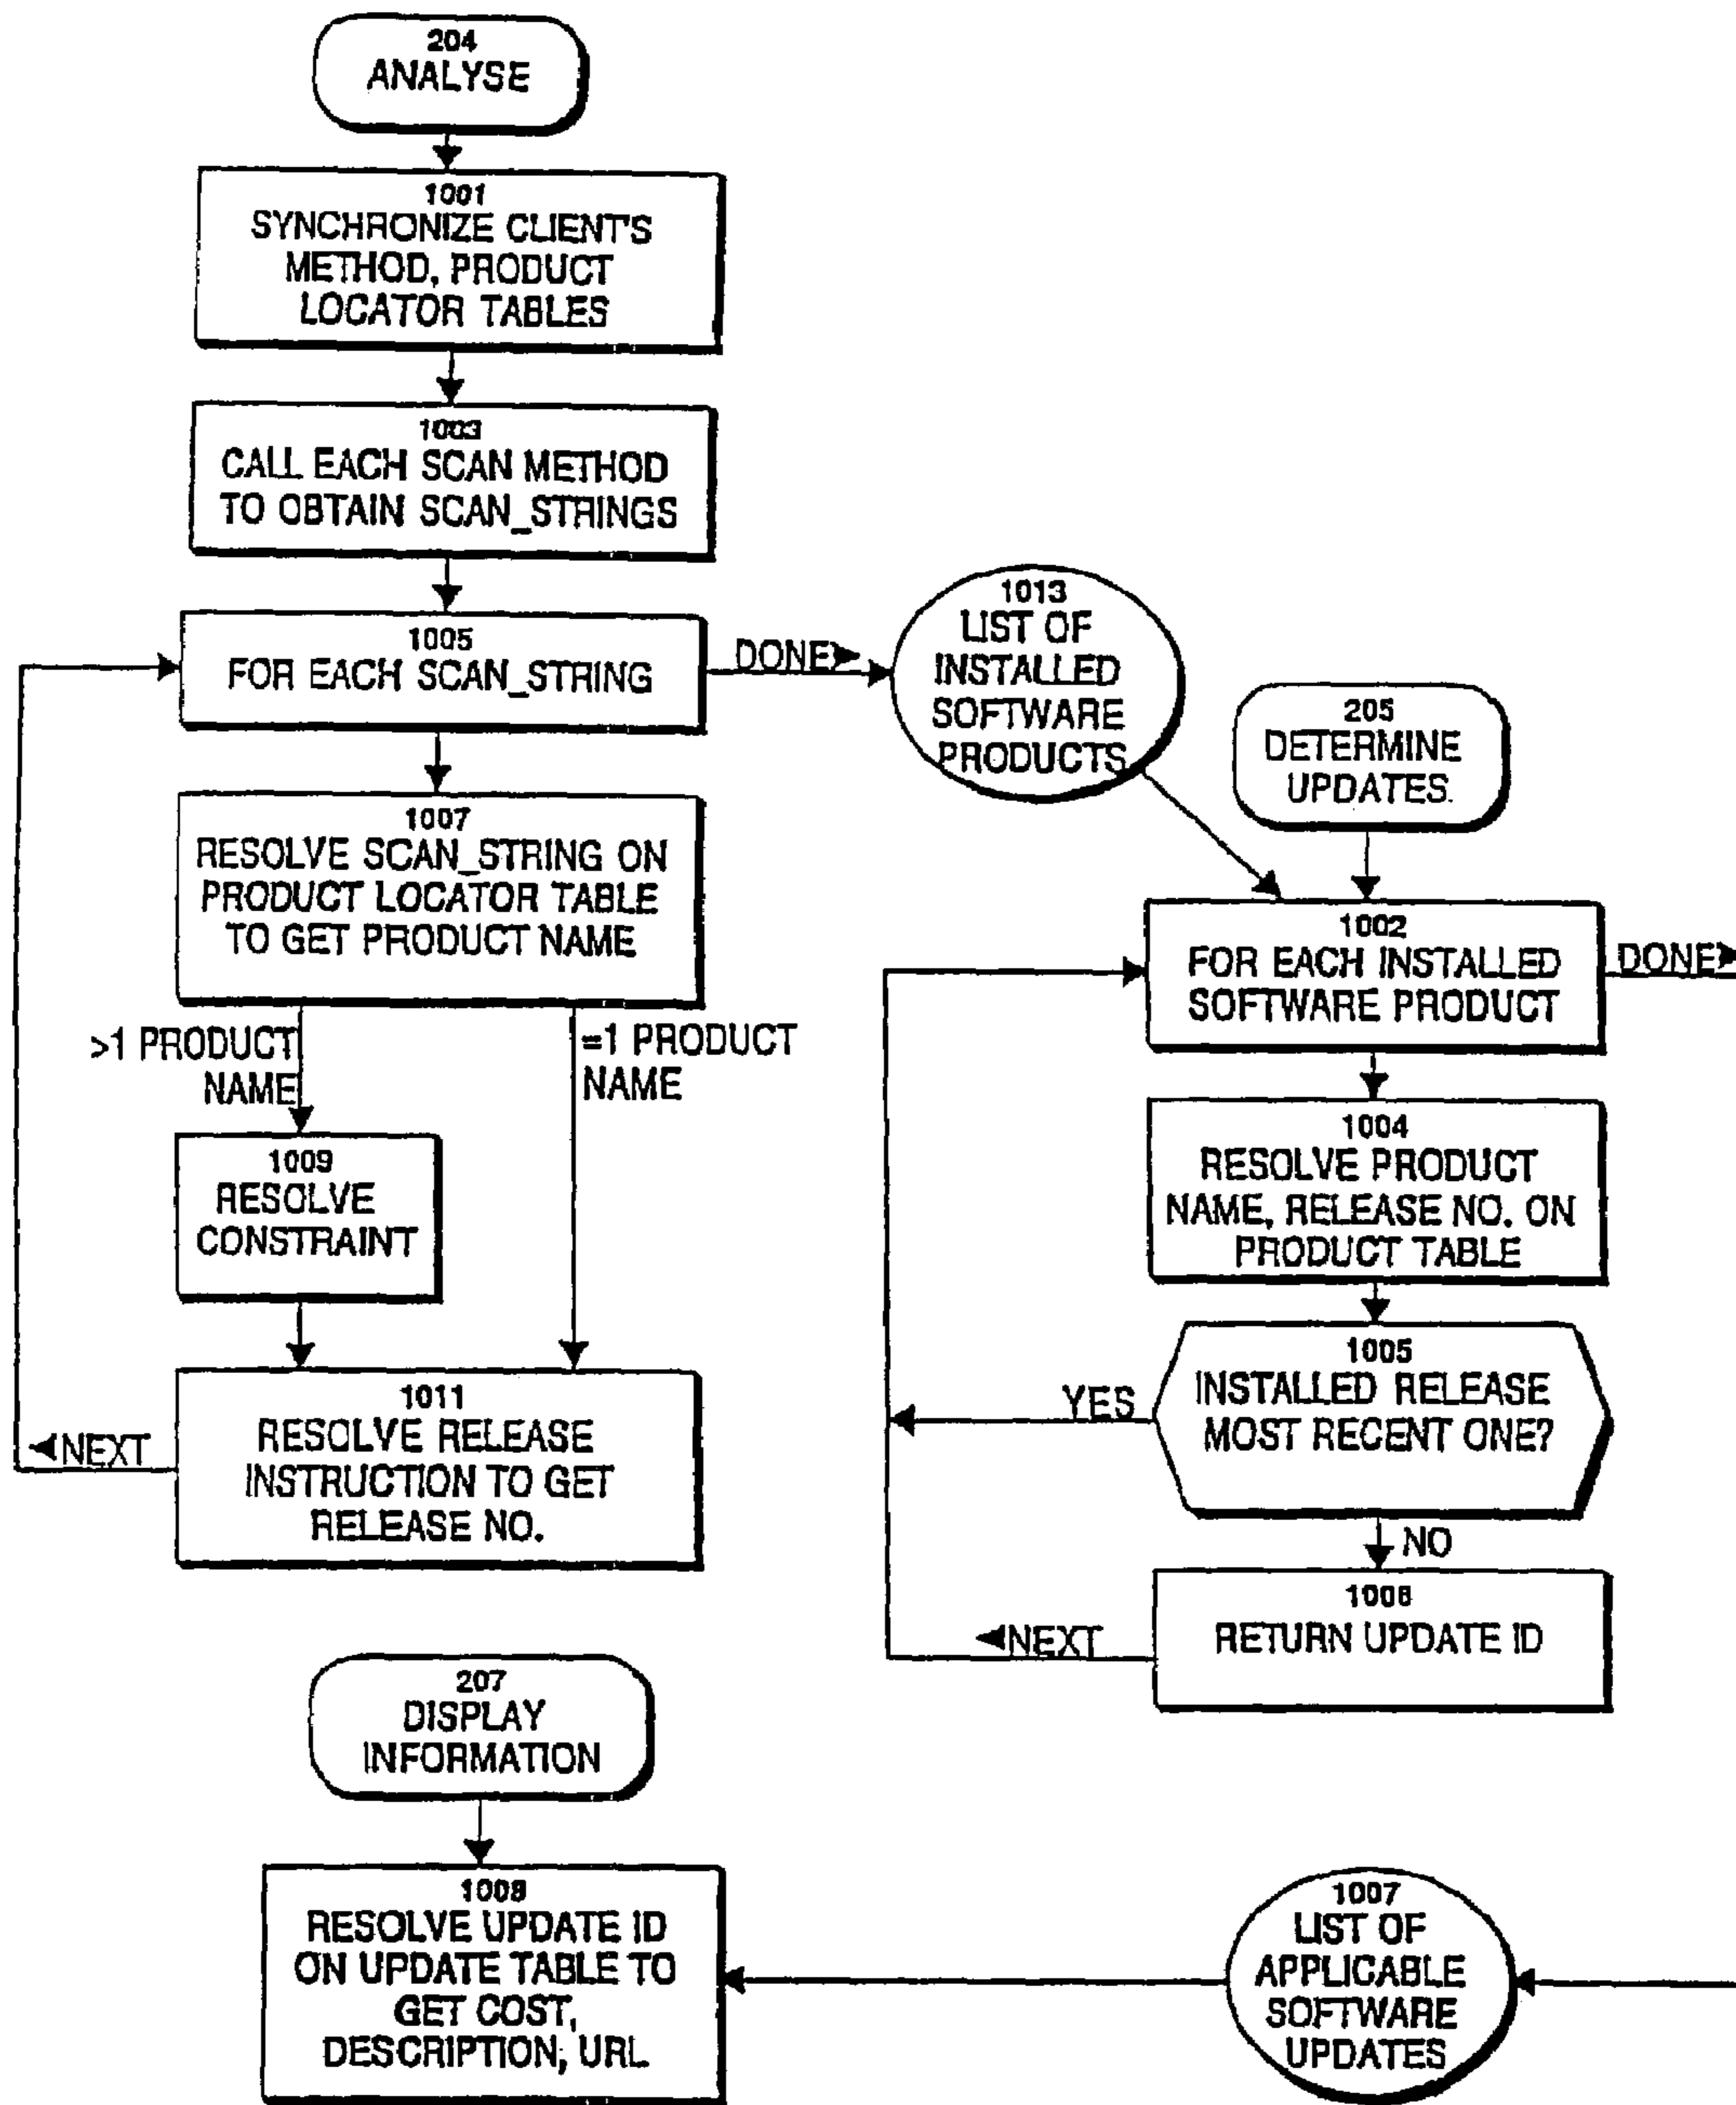 204
ANALYSE
1001
SYNCHRONIZE CLIENT'S
METHOD, PRODUCT
LOCATOR TABLES
1003
CALL EACH SCAN METHOD
TO OBTAIN SCAN_STRINGS
1005
FOR EACH SCAN_STRING
DONE
1007
RESOLVE SCAN_STRING ON
PRODUCT LOCATOR TABLE
TO GET PRODUCT NAME
>1 PRODUCT
NAME
=1 PRODUCT
NAME
1009
RESOLVE
CONSTRAINT
1011
RESOLVE RELEASE
INSTRUCTION TO GET
RELEASE NO.
NEXT
1013
LIST OF
INSTALLED
SOFTWARE
PRODUCTS
205
DETERMINE
UPDATES.
1002
FOR EACH INSTALLED
SOFTWARE PRODUCT
DONE
1004
RESOLVE PRODUCT
NAME, RELEASE NO. ON
PRODUCT TABLE
1005
INSTALLED RELEASE
MOST RECENT ONE?
YES
NO
1006
RETURN UPDATE ID
NEXT
207
DISPLAY
INFORMATION
1008
RESOLVE UPDATE ID
ON UPDATE TABLE TO
GET COST,
DESCRIPTION, URL
1007
LIST OF
APPLICABLE
SOFTWARE
UPDATES